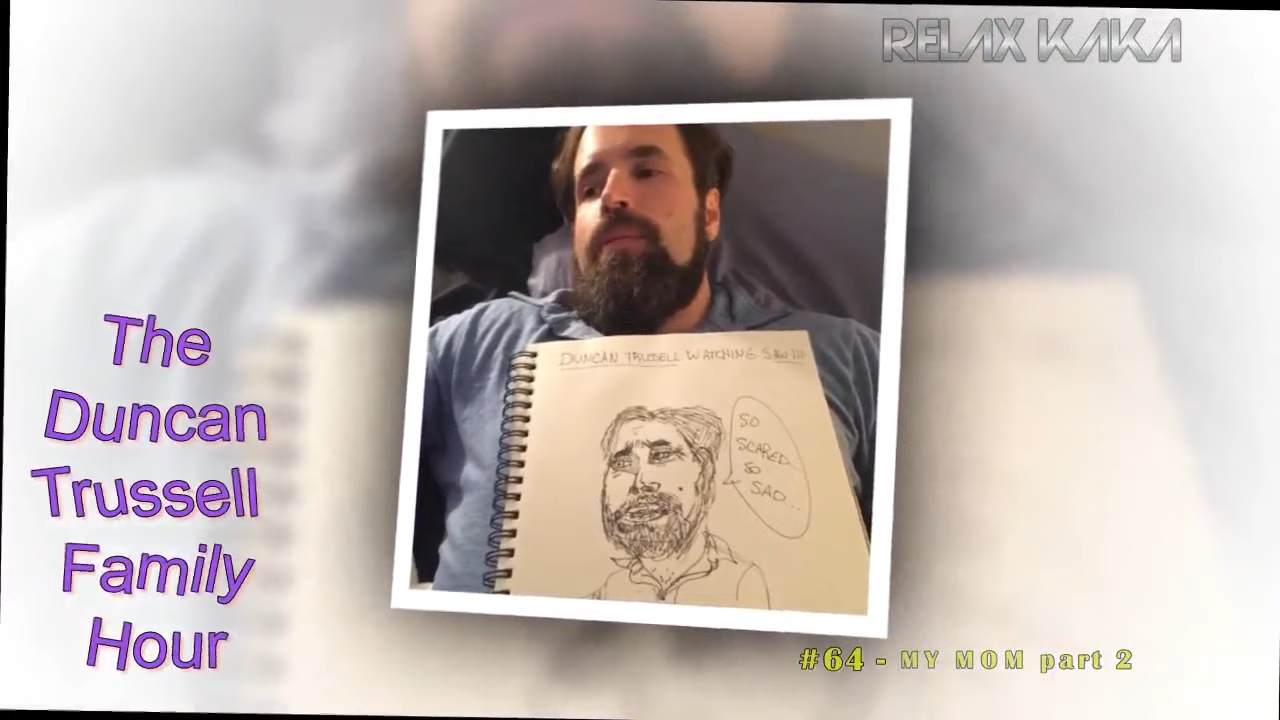 RELAX KAKA
The
Duncan
Trussell
Family
Hour
DUNCAN TRUSSELL WATCHING SAW III
SO
SCARED
SO
SAD...
#64 - MY MOM part 2